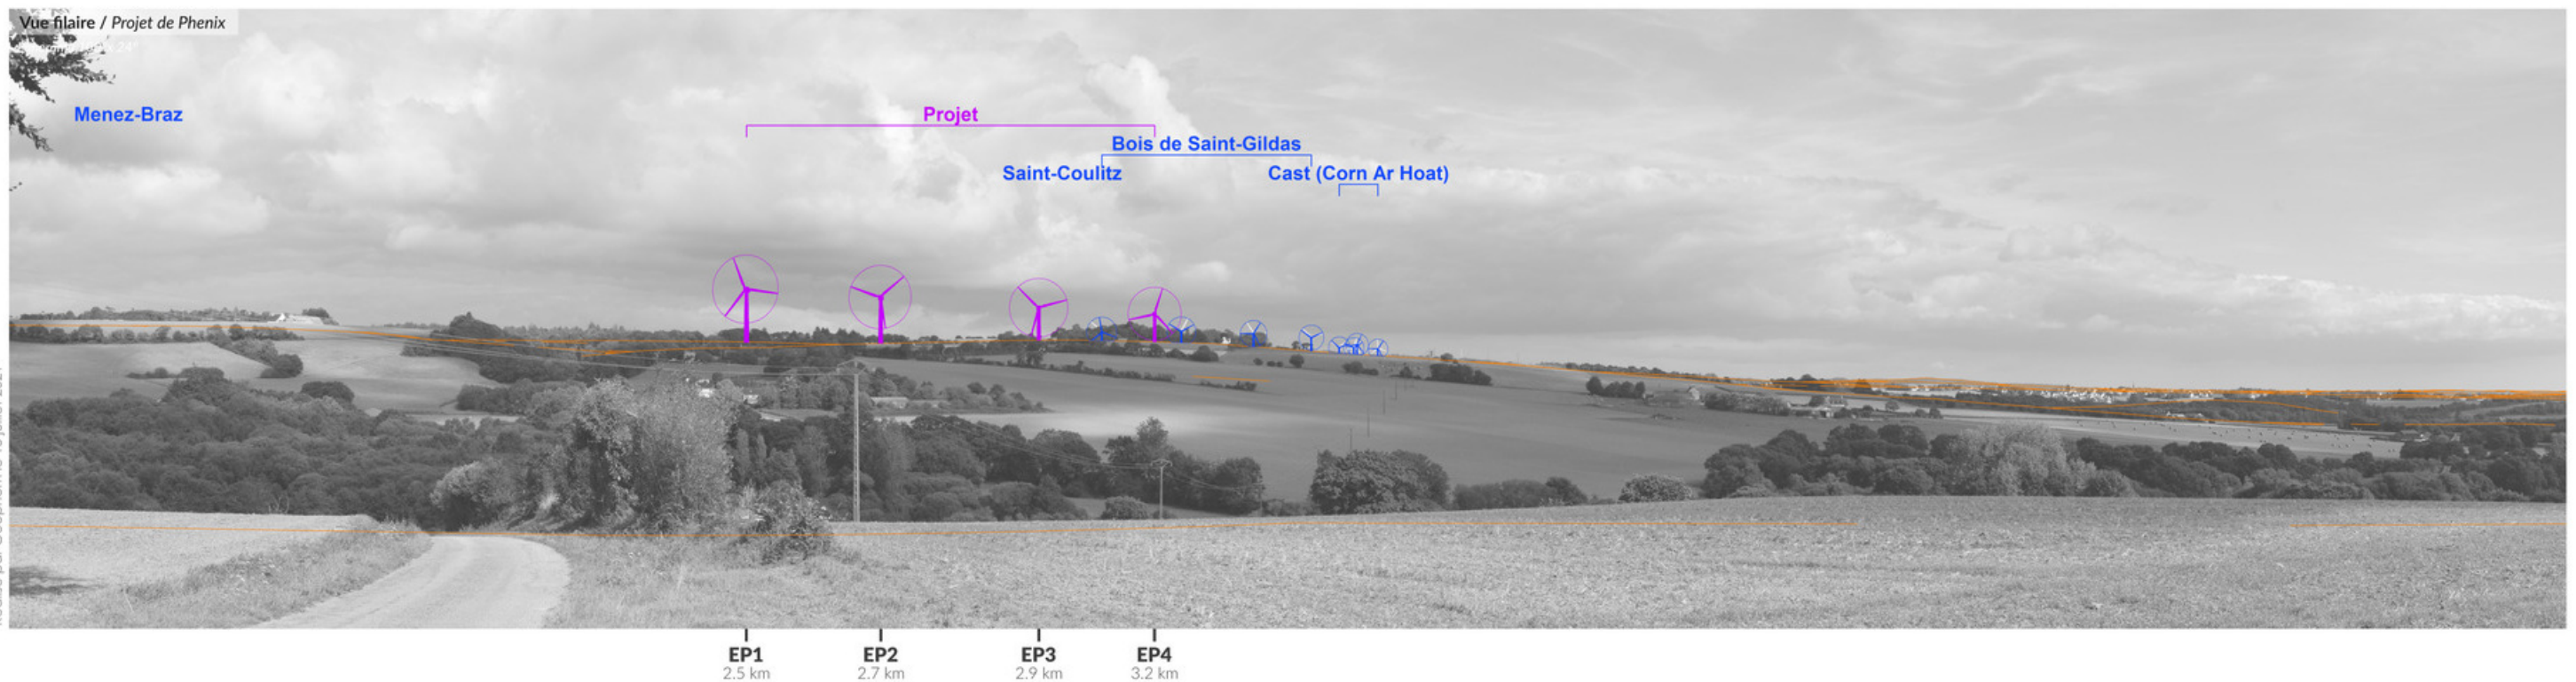 Vue filaire / Projet de Phenix
Menez-Braz
Projet
Bois de Saint-Gildas
Saint-Coulitz
Cast (Corn Ar Hoat)
EP1
EP2
EP3
EP4
2.5 km
2.7 km
2.9 km
3.2 km